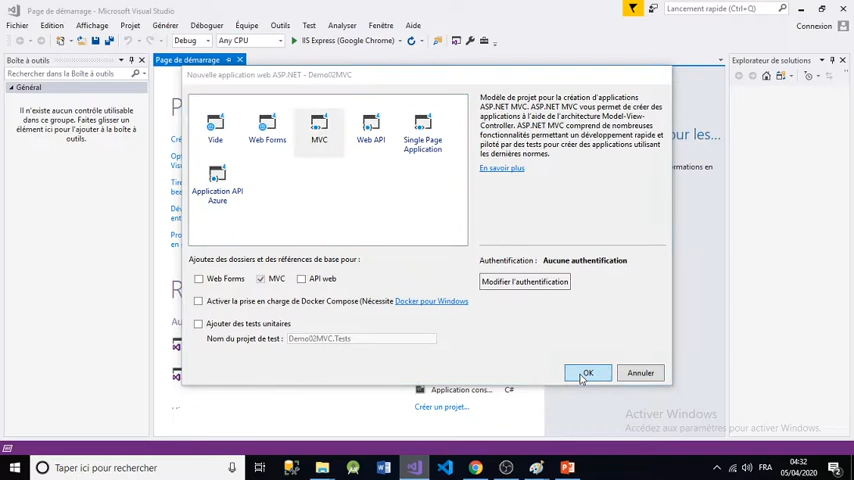 Page de démarrage - Microsoft Visual Studio
Lancement rapide (Ctrl+Q)
Fichier Edition Affichage Projet Générer Déboguer Équipe Outils Test Analyser Fenêtre Aide
Connexion
Debug Any CPU IIS Express (Google Chrome)
Boîte à outils
Page de démarrage
Explorateur de solutions
Rechercher dans boîte à outils
Général
Il n'existe aucun contrôle utilisable
dans ce groupe. Faites glisser un
élément ici pour l'ajouter à la boîte à
outils.
Nouvelle application web ASP.NET - Demo02MVC
Vide
Web Forms
MVC
Web API
Single Page
Application
Application API
Azure
Modèle de projet pour la création d'applications
ASP.NET MVC. ASP.NET MVC vous permet de créer des
applications à l'aide de l'architecture Model-View-
Controller. ASP.NET MVC comprend de nombreuses
fonctionnalités permettant un développement rapide et
piloté par des tests pour créer des applications utilisant
les dernières normes.
En savoir plus
Authentification : Aucune authentification
Modifier l'authentification
Ajoutez des dossiers et des références de base pour :
Web Forms MVC API web
Activer la prise en charge de Docker Compose (Nécessite Docker pour Windows
Ajouter des tests unitaires
Nom du projet de test : Demo02MVC.Tests
OK Annuler
us les...
ormations en
Application cons... C#
Créer un projet...
Activer Windows
Accédez aux paramètres pour activer Windows.
Taper ici pour rechercher
FRA
04:32
05/04/2020
2